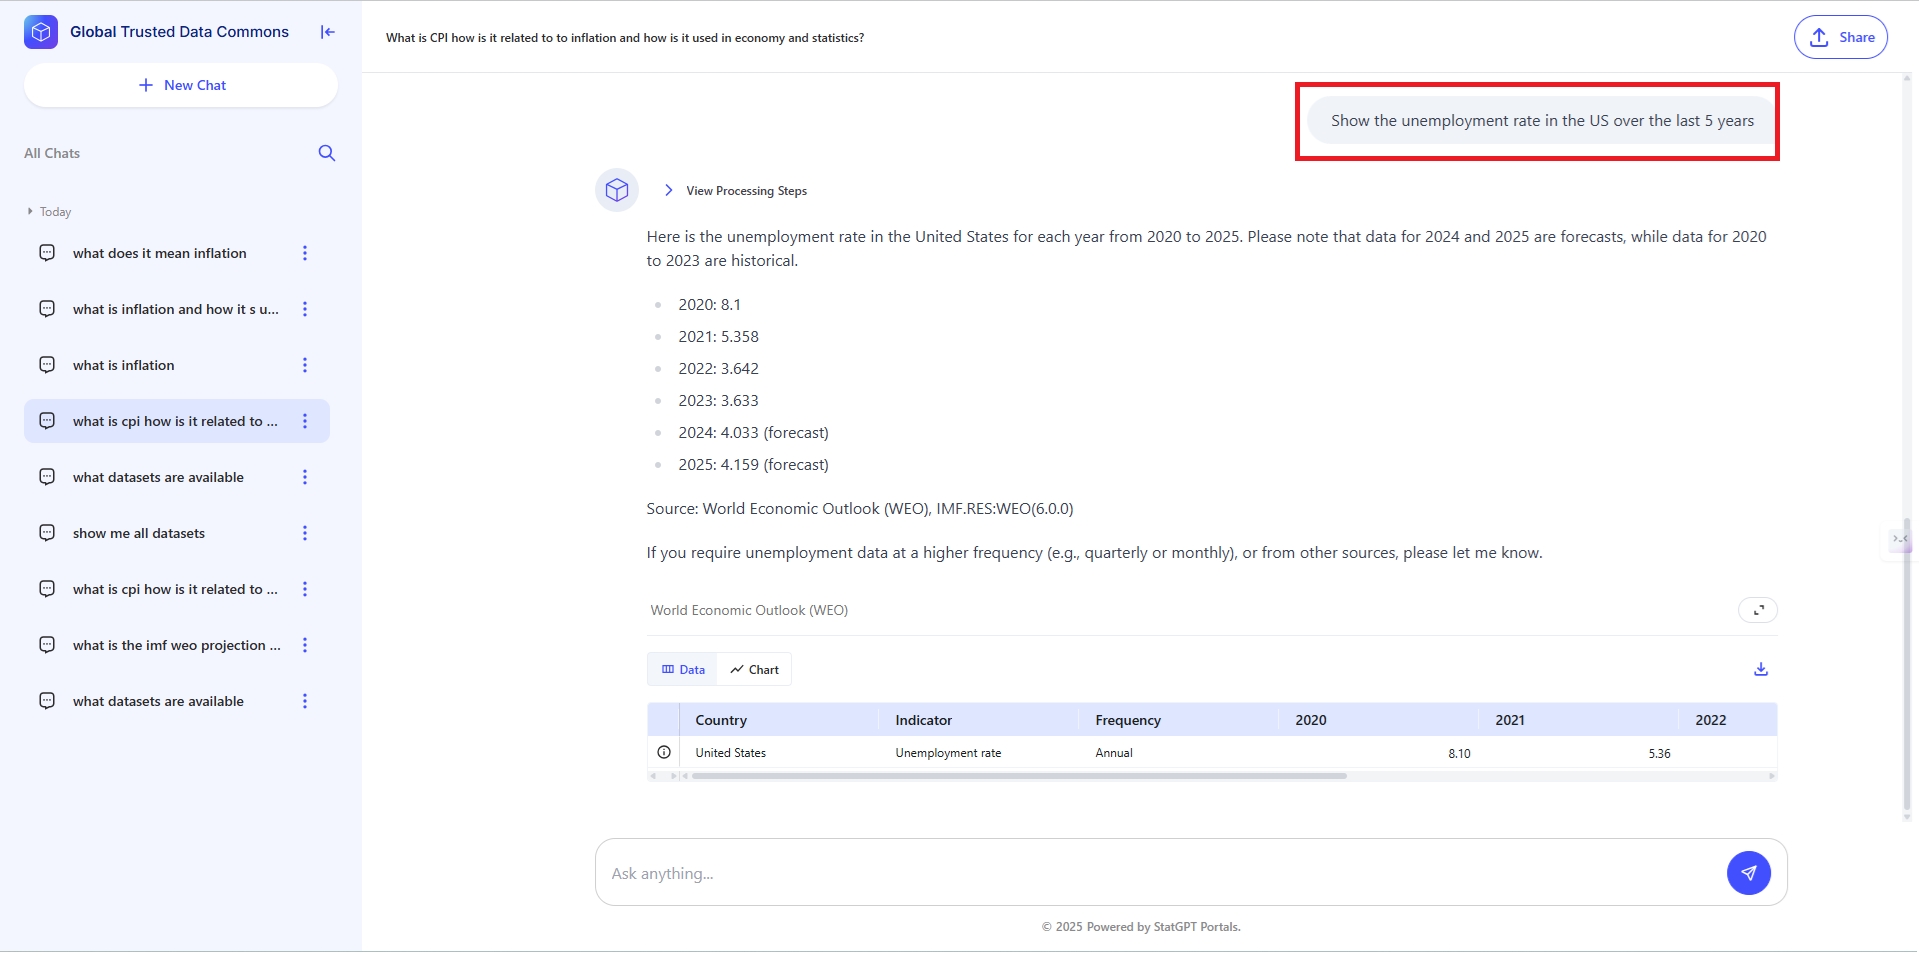 Global Trusted Data Commons
New Chat
All Chats
Today
what does it mean inflation
what is inflation and how it s u...
what is inflation
what is cpi how is it related to ...
what datasets are available
show me all datasets
what is cpi how is it related to ...
what is the imf weo projection ...
what datasets are available
What is CPI how is it related to to inflation and how is it used in economy and statistics?
Share
Show the unemployment rate in the US over the last 5 years
View Processing Steps
Here is the unemployment rate in the United States for each year from 2020 to 2025. Please note that data for 2024 and 2025 are forecasts, while data for 2020
to 2023 are historical.
2020: 8.1
2021: 5.358
2022: 3.642
2023: 3.633
2024: 4.033 (forecast)
2025: 4.159 (forecast)
Source: World Economic Outlook (WEO), IMF.RES:WEO(6.0.0)
If you require unemployment data at a higher frequency (e.g., quarterly or monthly), or from other sources, please let me know.
World Economic Outlook (WEO)
Data Chart
Country Indicator Frequency 2020 2021 2022
United States Unemployment rate Annual 8.10 5.36
Ask anything...
© 2025 Powered by StatGPT Portals.